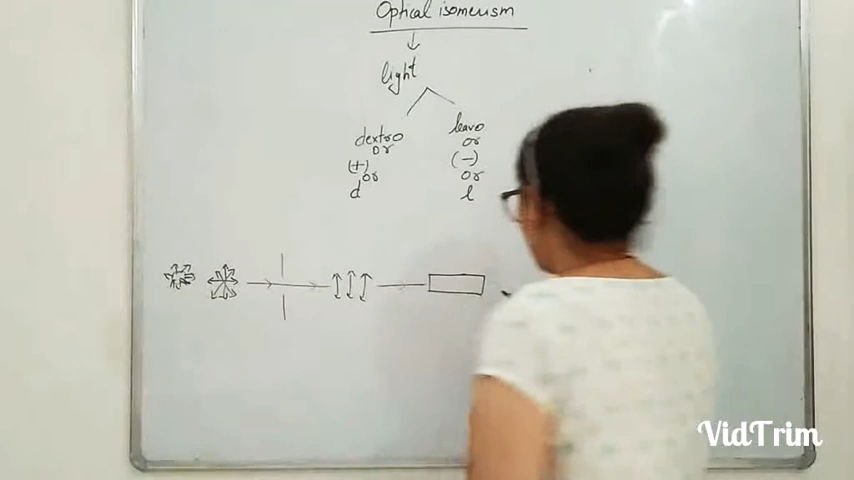 Optical isomerism
light
dextro
or
(+)
or
d
leavo
or
(-)
or
l
VidTrim